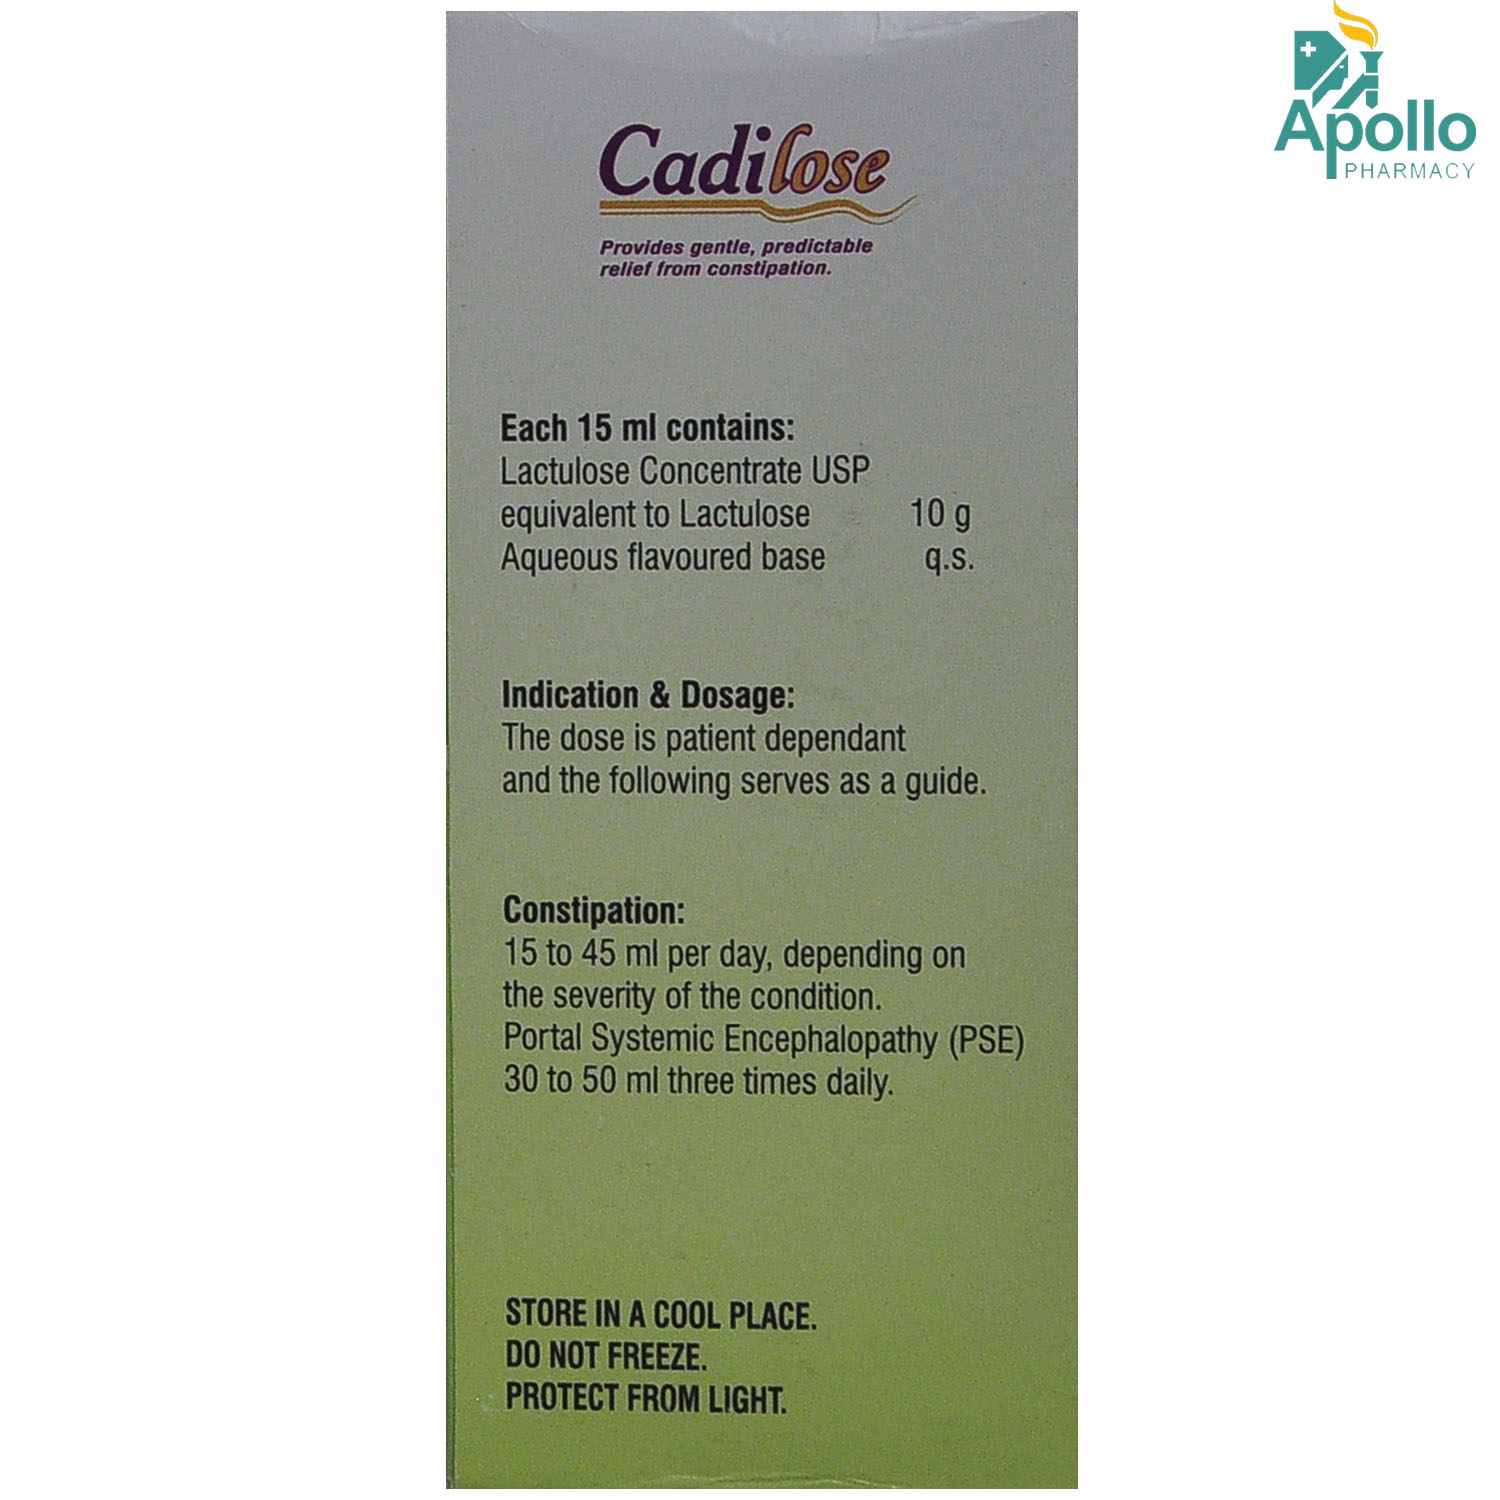 Apollo
PHARMACY
Cadilose
Provides gentle, predictable
relief from constipation.
Each 15 ml contains:
Lactulose Concentrate USP
equivalent to Lactulose 10 g
Aqueous flavoured base q.s.
Indication & Dosage:
The dose is patient dependant
and the following serves as a guide.
Constipation:
15 to 45 ml per day, depending on
the severity of the condition.
Portal Systemic Encephalopathy (PSE)
30 to 50 ml three times daily.
STORE IN A COOL PLACE.
DO NOT FREEZE.
PROTECT FROM LIGHT.